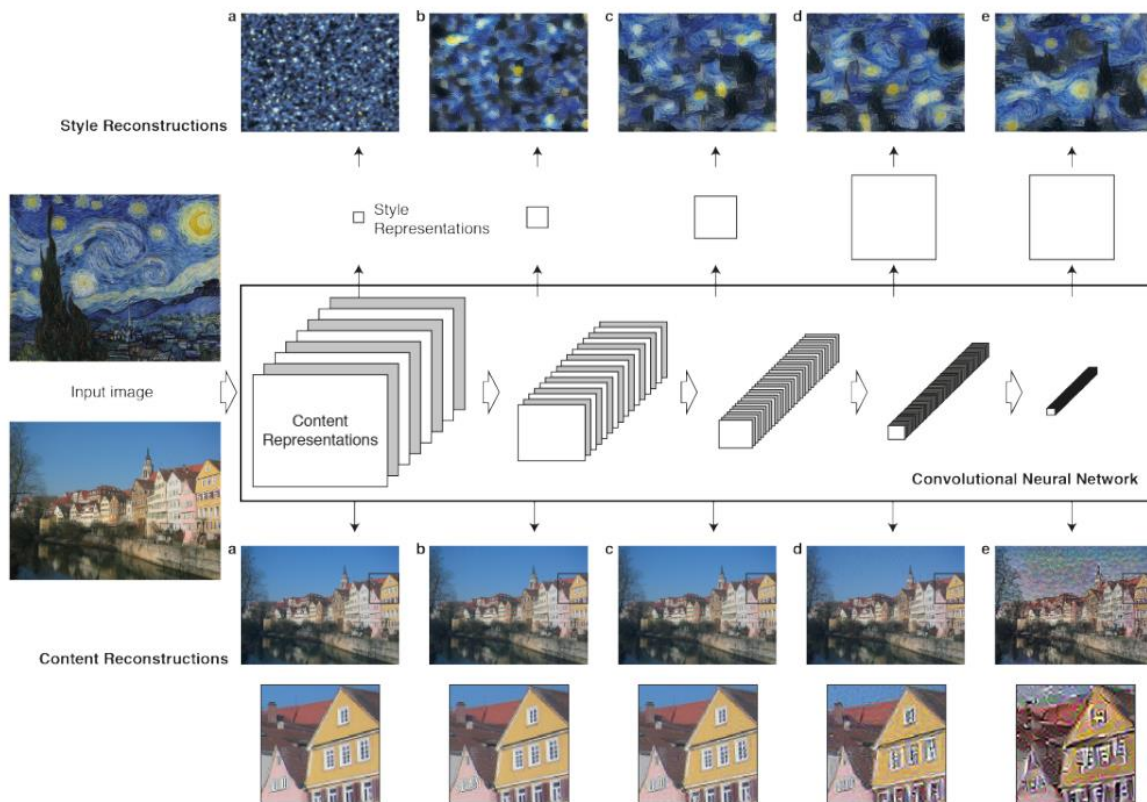 a b c d e
Style Reconstructions
Style
Representations
Input image
Content
Representations
Convolutional Neural Network
a b c d e
Content Reconstructions